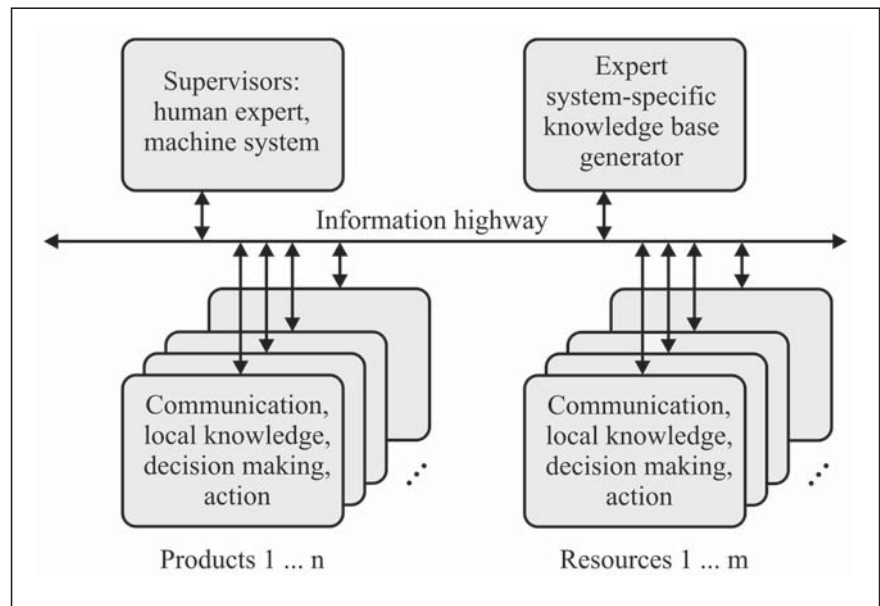 Supervisors:
human expert,
machine system
Expert
system-specific
knowledge base
generator
Information highway
Communication,
local knowledge,
decision making,
action
Communication,
local knowledge,
decision making,
action
Products 1 ... n
Resources 1 ... m